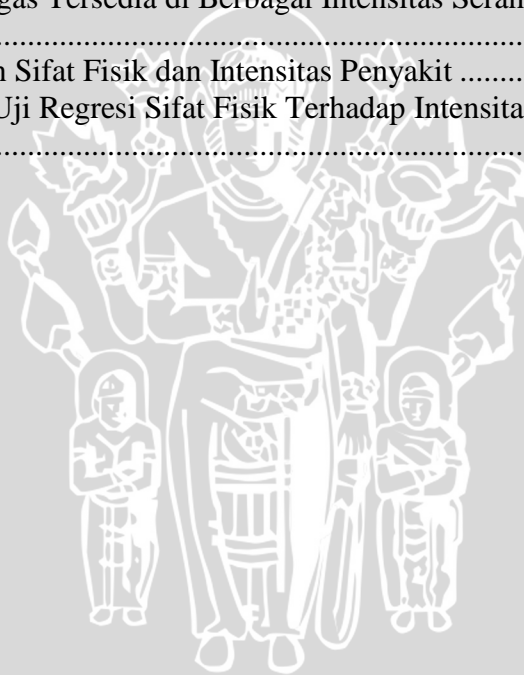 gas Tersedia di Berbagai Intensitas Seran
................................................................................
n Sifat Fisik dan Intensitas Penyakit .........
Uji Regresi Sifat Fisik Terhadap Intensita
................................................................................